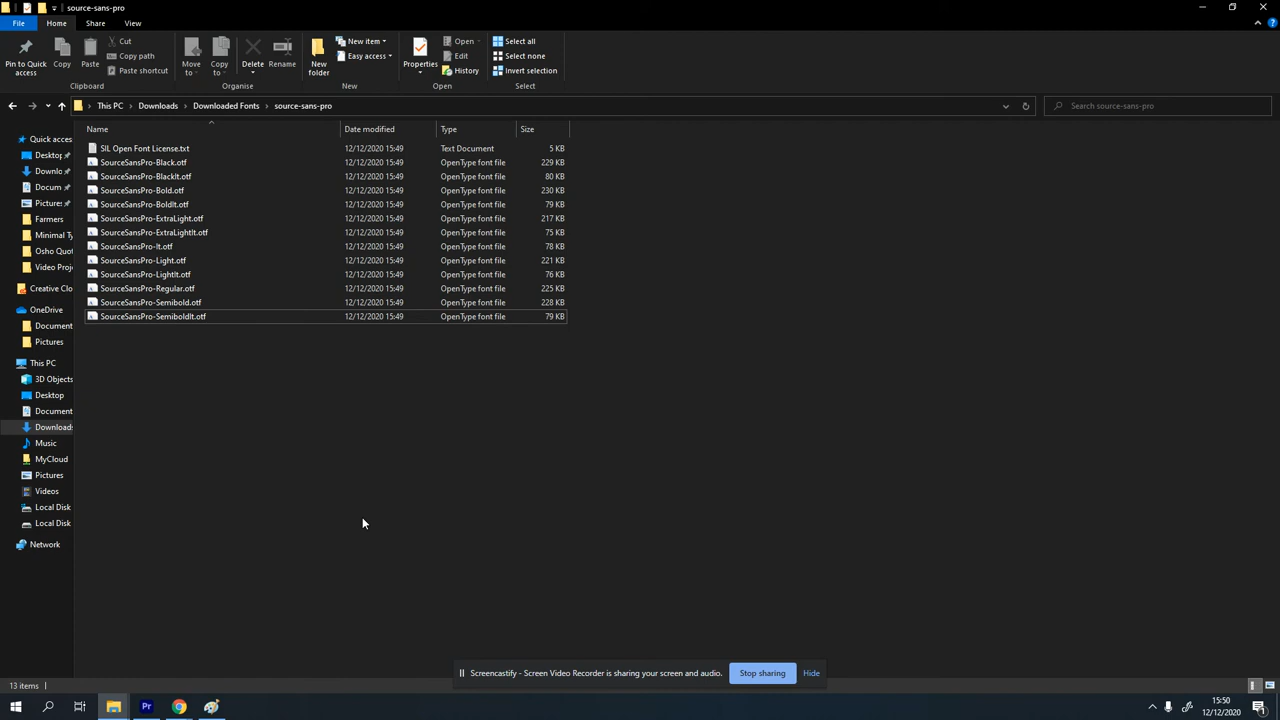 source-sans-pro
File Home Share View
Pin to Quick access
Copy
Paste
Cut
Copy path
Paste shortcut
Move to
Copy to
Delete
Rename
New folder
New item
Easy access
Properties
Open
Edit
History
Select all
Select none
Invert selection
Clipboard Organise New Open Select
This PC Downloads Downloaded Fonts source-sans-pro
Search source-sans-pro
Name Date modified Type Size
SIL Open Font License.txt 12/12/2020 15:49 Text Document 5 KB
SourceSansPro-Black.otf 12/12/2020 15:49 OpenType font file 229 KB
SourceSansPro-BlackIt.otf 12/12/2020 15:49 OpenType font file 80 KB
SourceSansPro-Bold.otf 12/12/2020 15:49 OpenType font file 230 KB
SourceSansPro-BoldIt.otf 12/12/2020 15:49 OpenType font file 79 KB
SourceSansPro-ExtraLight.otf 12/12/2020 15:49 OpenType font file 217 KB
SourceSansPro-ExtraLightIt.otf 12/12/2020 15:49 OpenType font file 75 KB
SourceSansPro-It.otf 12/12/2020 15:49 OpenType font file 78 KB
SourceSansPro-Light.otf 12/12/2020 15:49 OpenType font file 221 KB
SourceSansPro-LightIt.otf 12/12/2020 15:49 OpenType font file 76 KB
SourceSansPro-Regular.otf 12/12/2020 15:49 OpenType font file 225 KB
SourceSansPro-Semibold.otf 12/12/2020 15:49 OpenType font file 228 KB
SourceSansPro-SemiboldIt.otf 12/12/2020 15:49 OpenType font file 79 KB
Quick access
Desktop
Downlo
Docum
Pictures
Farmers
Minimal Ty
Osho Quot
Video Proj
Creative Clo
OneDrive
Document
Pictures
This PC
3D Objects
Desktop
Document
Downloads
Music
MyCloud
Pictures
Videos
Local Disk
Local Disk
Network
Screencastify - Screen Video Recorder is sharing your screen and audio. Stop sharing Hide
13 items
Pr
15:50
12/12/2020
1